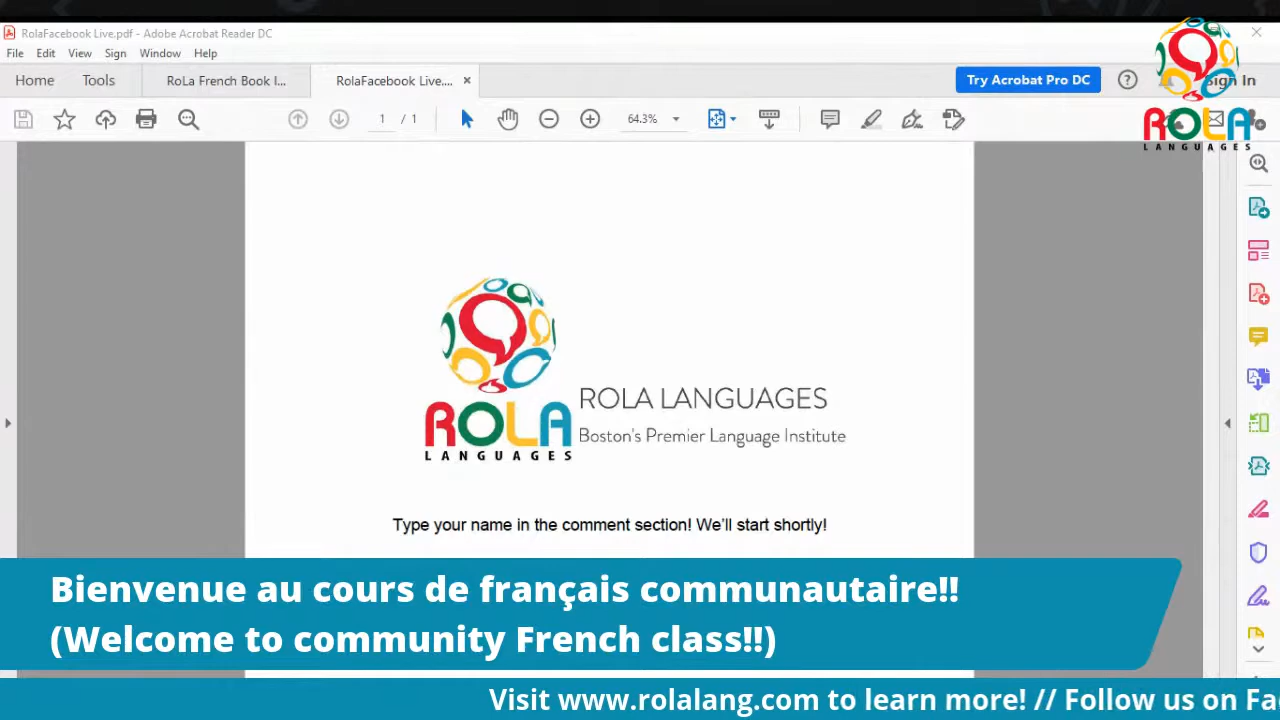 RolaFacebook Live.pdf - Adobe Acrobat Reader DC
File Edit View Sign Window Help
Home Tools RoLa French Book I... RolaFacebook Live.... Try Acrobat Pro DC Sign In
1 / 1 64.3%
ROLA
LANGUAGES
ROLA LANGUAGES
Boston's Premier Language Institute
ROLA
LANGUAGES
Type your name in the comment section! We'll start shortly!
Bienvenue au cours de français communautaire!!
(Welcome to community French class!!)
Visit www.rolalang.com to learn more! // Follow us on Fa